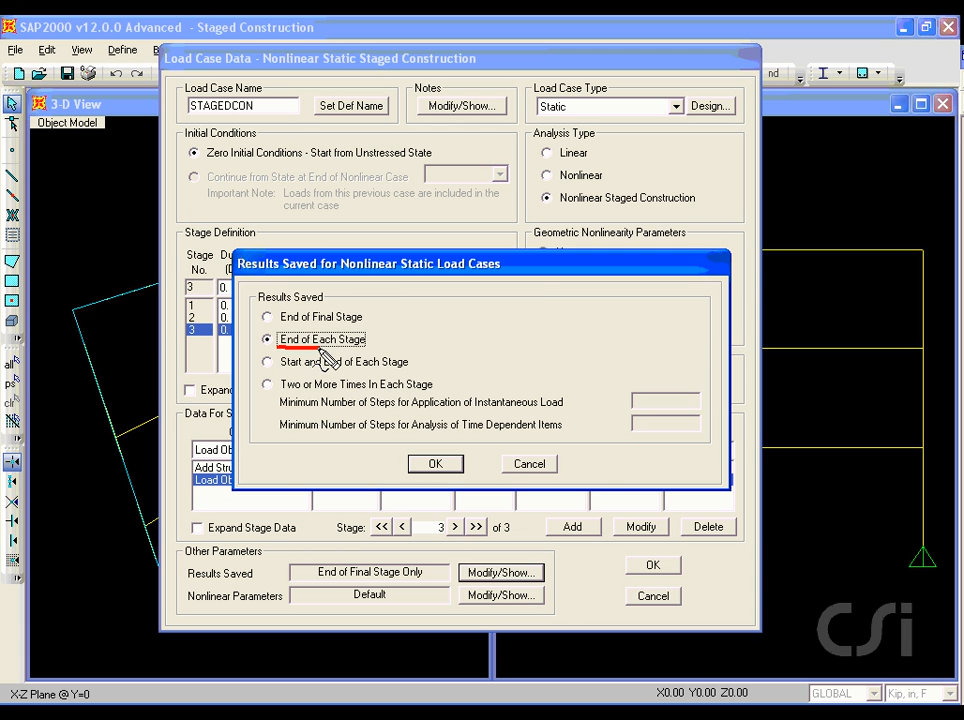 SAP2000 v12.0.0 Advanced - Staged Construction
File Edit View Define
Load Case Data - Nonlinear Static Staged Construction
3-D View
Object Model
nd
Load Case Name
STAGEDCON
Set Def Name
Notes
Modify/Show...
Load Case Type
Static
Design...
Initial Conditions
Zero Initial Conditions - Start from Unstressed State
Continue from State at End of Nonlinear Case
Important Note: Loads from this previous case are included in the
current case
Analysis Type
Linear
Nonlinear
Nonlinear Staged Construction
Stage Definition
Stage
No.
3 0.
1 0.
2 0.
3 0.
Geometric Nonlinearity Parameters
Results Saved for Nonlinear Static Load Cases
Results Saved
End of Final Stage
End of Each Stage
Start and End of Each Stage
Two or More Times In Each Stage
Minimum Number of Steps for Application of Instantaneous Load
Minimum Number of Steps for Analysis of Time Dependent Items
OK
Cancel
all
ps
clr
Expand Stage Data
Stage:
<< < 3 > >> of 3
Add
Modify
Delete
Other Parameters
Results Saved
End of Final Stage Only
Modify/Show...
Nonlinear Parameters
Default
Modify/Show...
OK
Cancel
CSi
X-Z Plane @ Y=0
X0.00 Y0.00 Z0.00
GLOBAL
Kip, in, F